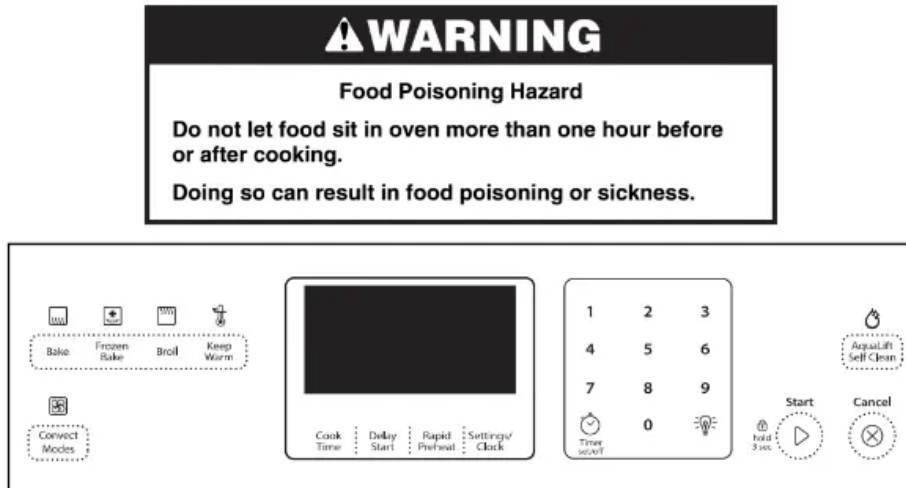 WARNING
Food Poisoning Hazard
Do not let food sit in oven more than one hour before
or after cooking.
Doing so can result in food poisoning or sickness.
Bake
Frozen
Bake
Broil
Keep
Warm
Convect
Modes
Cook
Time
Delay
Start
Rapid
Preheat
Settings/
Clock
1 2 3
4 5 6
7 8 9
0
Timer
set/off
AquaLift
Self Clean
hold
3 sec
Start
Cancel